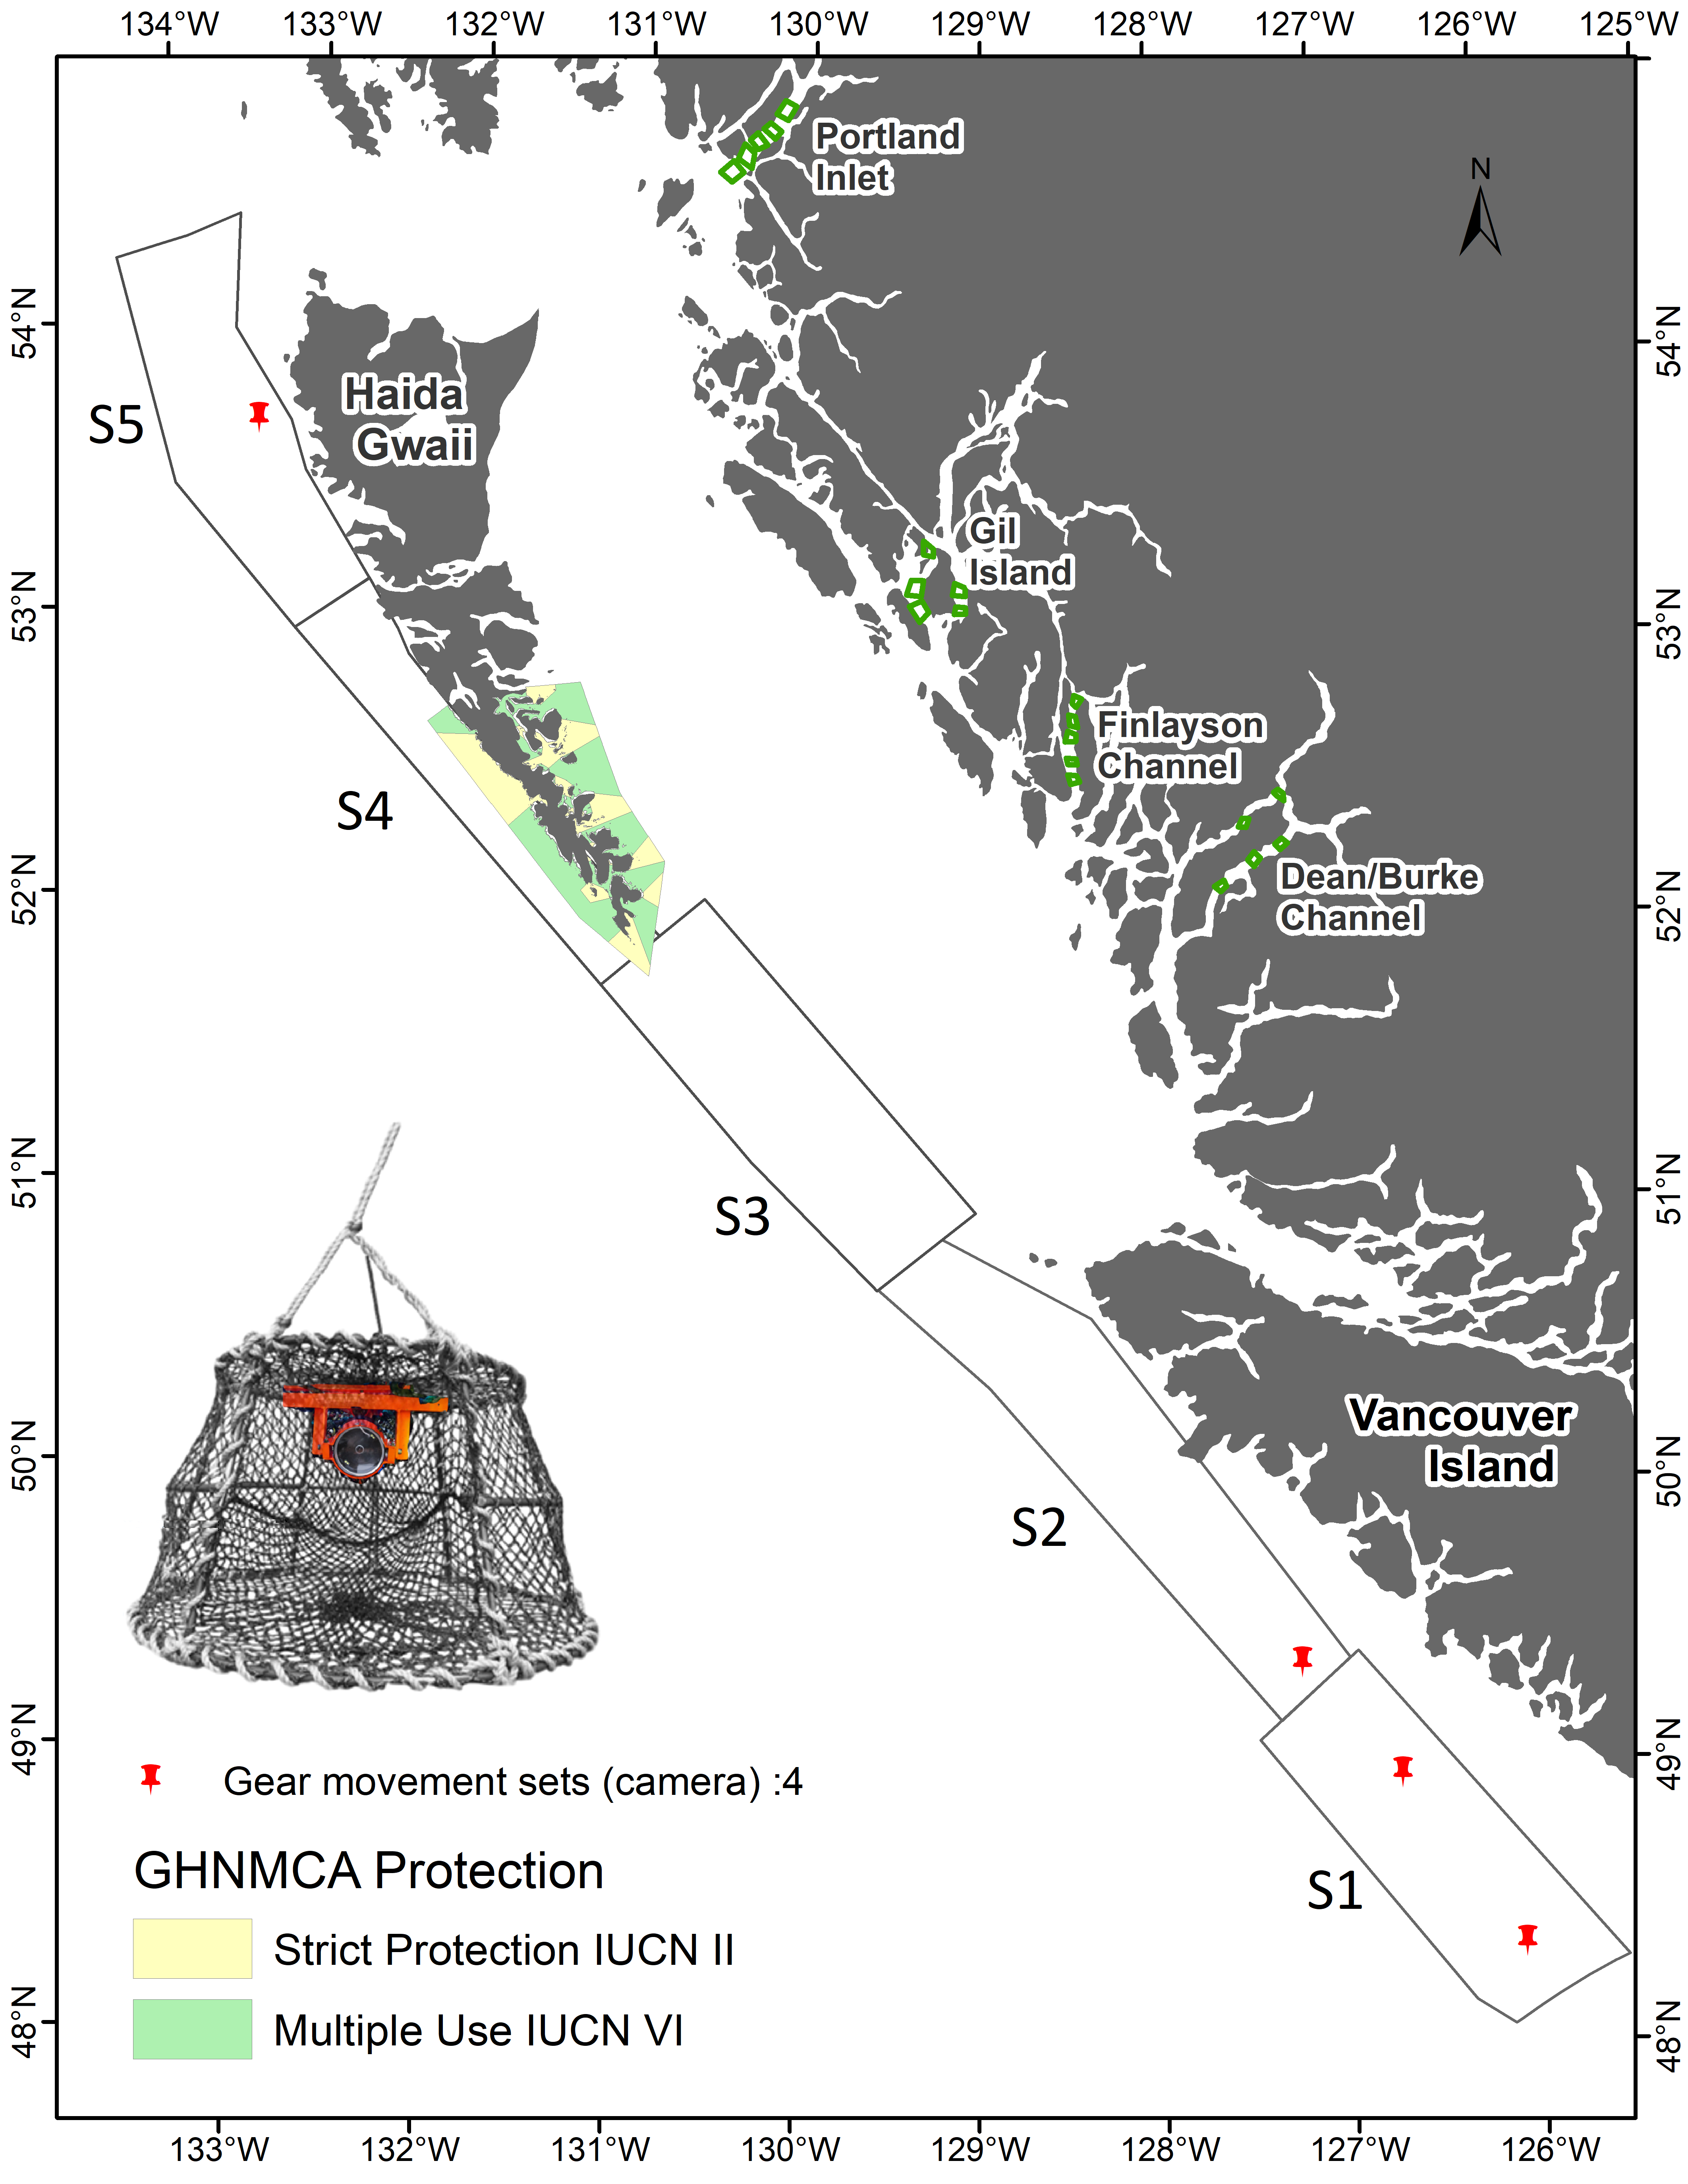 134°W 133°W 132°W 131°W 130°W 129°W 128°W 127°W 126°W 125°W
N
Portland
Inlet
54°N
54°N
Haida
Gwaii
S5
Gil
Island
53°N
53°N
Finlayson
Channel
S4
Dean/Burke
Channel
52°N
52°N
51°N
51°N
S3
Vancouver
Island
50°N
50°N
S2
49°N
49°N
Gear movement sets (camera) :4
GHNMCA Protection
S1
Strict Protection IUCN II
Multiple Use IUCN VI
48°N
48°N
133°W 132°W 131°W 130°W 129°W 128°W 127°W 126°W